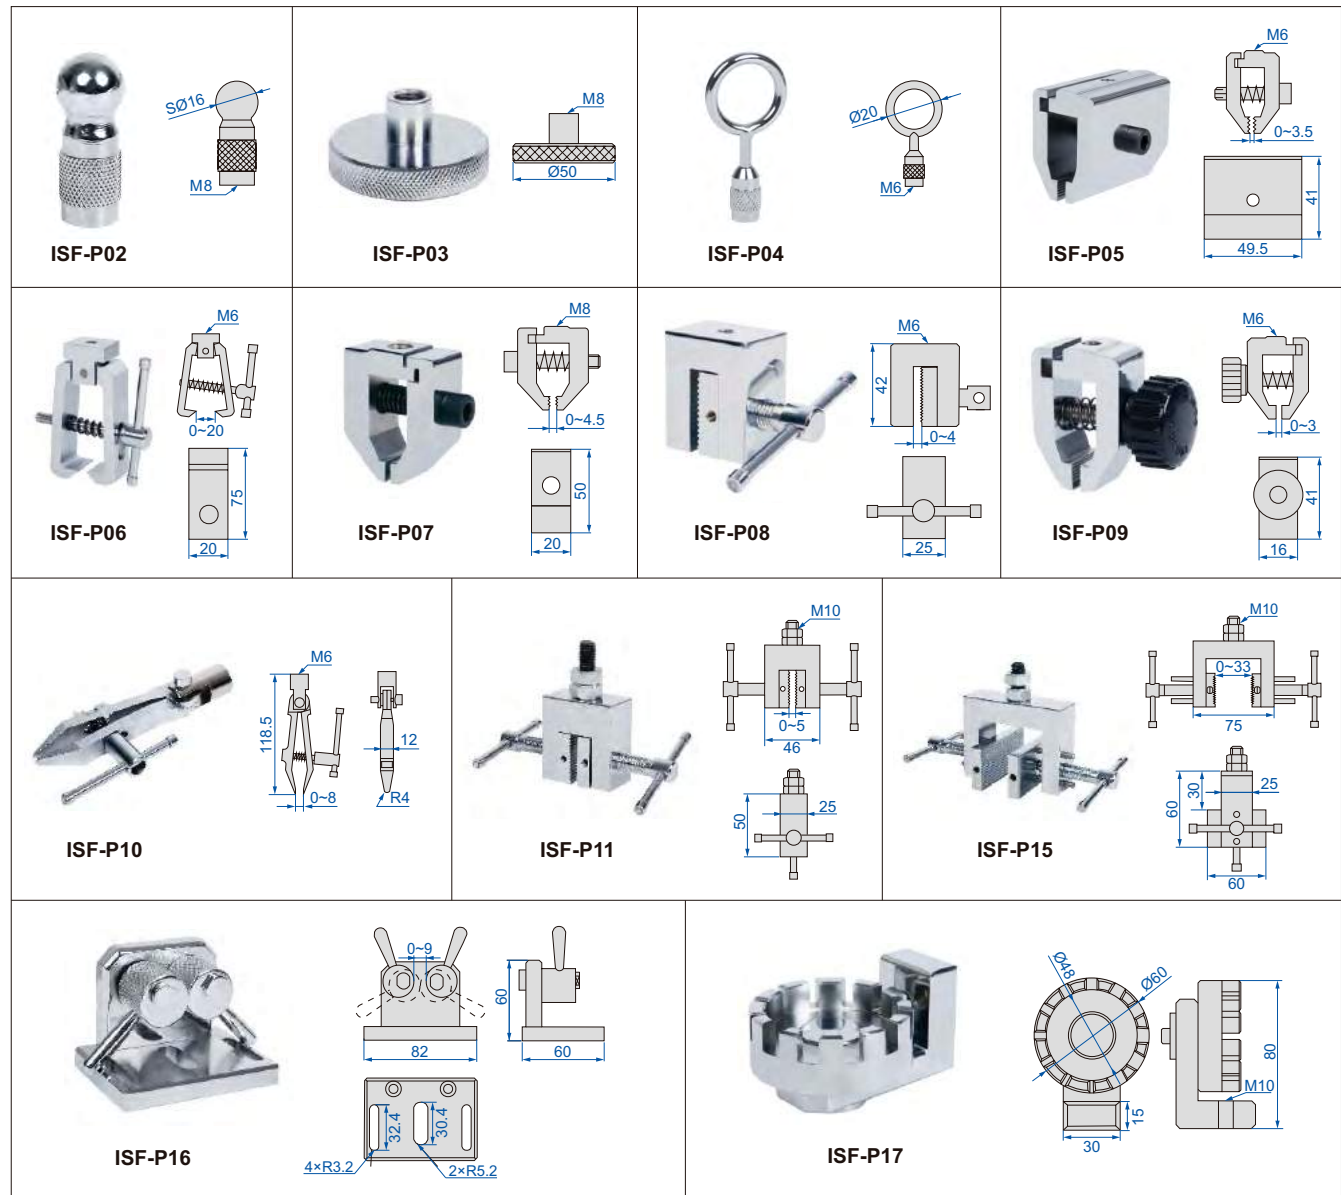 SØ16
M8
ISF-P02
M8
Ø50
ISF-P03
Ø20
M6
ISF-P04
M6
0~3.5
41
49.5
ISF-P05
M6
0~20
75
20
ISF-P06
M8
0~4.5
50
20
ISF-P07
M6
42
0~4
25
ISF-P08
M6
0~3
41
16
ISF-P09
M6
118.5
12
0~8
R4
ISF-P10
M10
0~5
46
50
25
ISF-P11
M10
0~33
75
30
25
60
60
ISF-P15
0~9
60
82
60
32.4
30.4
4×R3.2
2×R5.2
ISF-P16
Ø48
Ø60
80
M10
15
30
ISF-P17